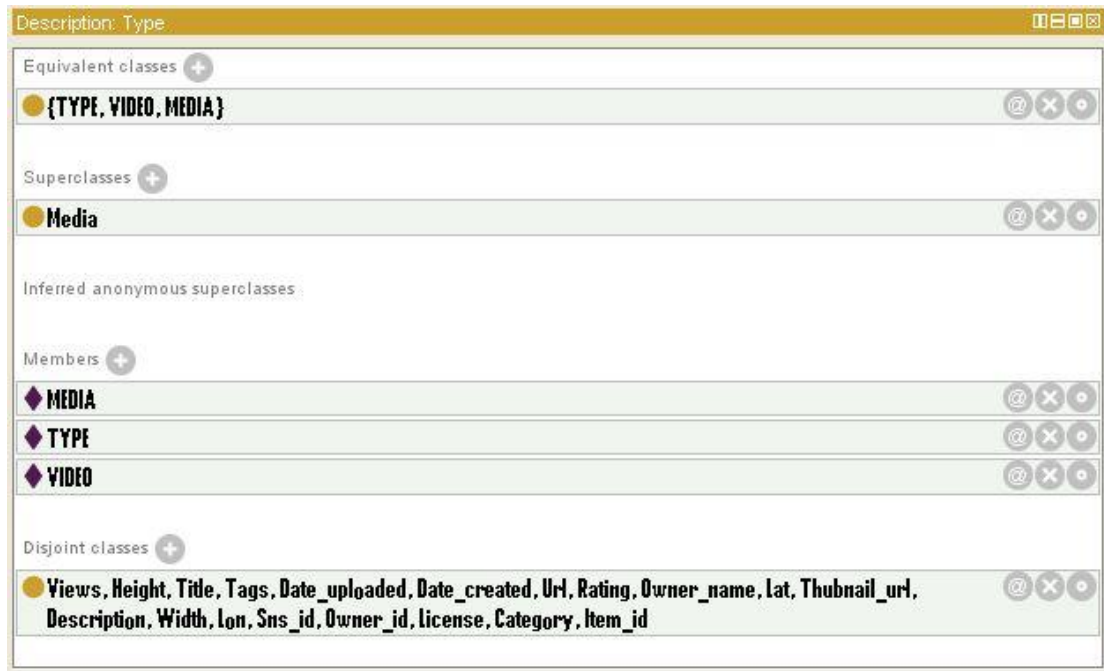 Description: Type
Equivalent classes
{TYPE, VIDEO, MEDIA}
Superclasses
Media
Inferred anonymous superclasses
Members
MEDIA
TYPE
VIDEO
Disjoint classes
Views, Height, Title, Tags, Date_uploaded, Date_created, Url, Rating, Owner_name, Lat, Thubnail_url,
Description, Width, Lon, Sns_id, Owner_id, License, Category, Item_id